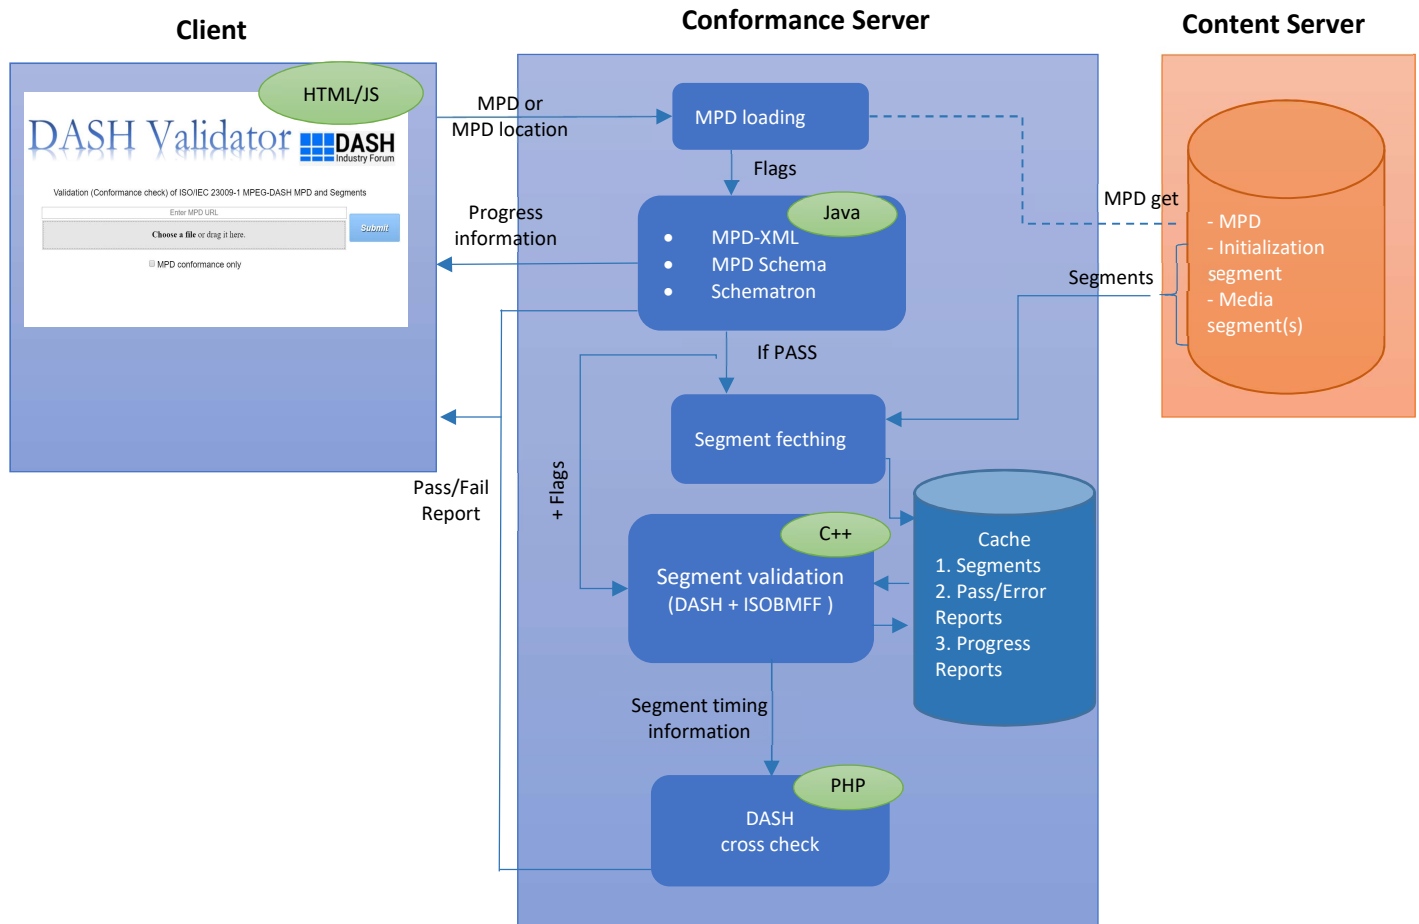 Client
Conformance Server
Content Server
HTML/JS
DASH Validator
DASH
Industry Forum
Validation (Conformance check) of ISO/IEC 23009-1 MPEG-DASH MPD and Segments
Enter MPD URL
Choose a file or drag it here.
Submit
MPD conformance only
MPD or
MPD location
MPD loading
Flags
Progress
information
Java
• MPD-XML
• MPD Schema
• Schematron
MPD get
Segments
- MPD
- Initialization
segment
- Media
segment(s)
If PASS
Segment fecthing
+ Flags
Pass/Fail
Report
C++
Segment validation
(DASH + ISOBMFF )
Cache
1. Segments
2. Pass/Error
Reports
3. Progress
Reports
Segment timing
information
PHP
DASH
cross check